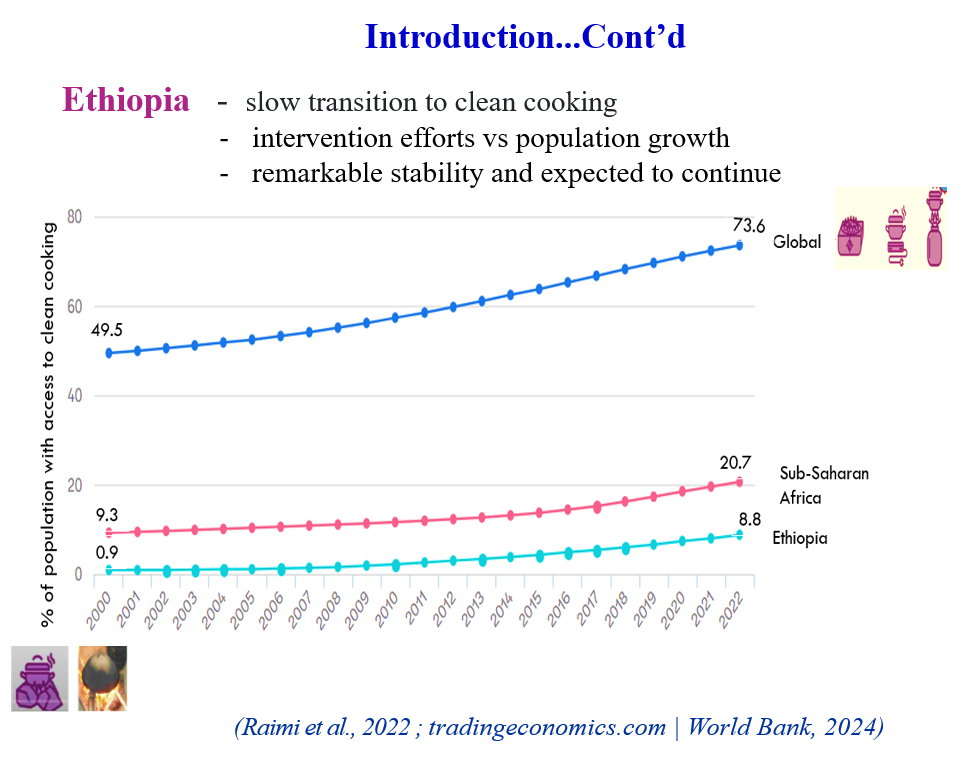 Introduction...Cont’d
Ethiopia - slow transition to clean cooking
- intervention efforts vs population growth
- remarkable stability and expected to continue
% of population with access to clean cooking
80
60
40
20
0
49.5
73.6
Global
9.3
20.7
Sub-Saharan
Africa
0.9
8.8
Ethiopia
2000 2001 2002 2003 2004 2005 2006 2007 2008 2009 2010 2011 2012 2013 2014 2015 2016 2017 2018 2019 2020 2021 2022
(Raimi et al., 2022 ; tradingeconomics.com | World Bank, 2024)